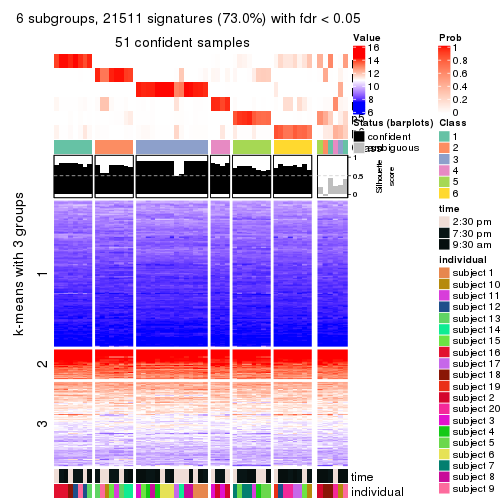 6 subgroups, 21511 signatures (73.0%) with fdr < 0.05
51 confident samples
k-means with 3 groups
1
2
3
1
0.5
0
Silhouette
score
time
individual
Value
16
14
12
10
8
6
Status (barplots)
confident
ambiguous
Prob
1
0.8
0.6
0.4
0.2
0
Class
1
2
3
4
5
6
time
2:30 pm
7:30 pm
9:30 am
individual
subject 1
subject 10
subject 11
subject 12
subject 13
subject 14
subject 15
subject 16
subject 17
subject 18
subject 19
subject 2
subject 20
subject 3
subject 4
subject 5
subject 6
subject 7
subject 8
subject 9